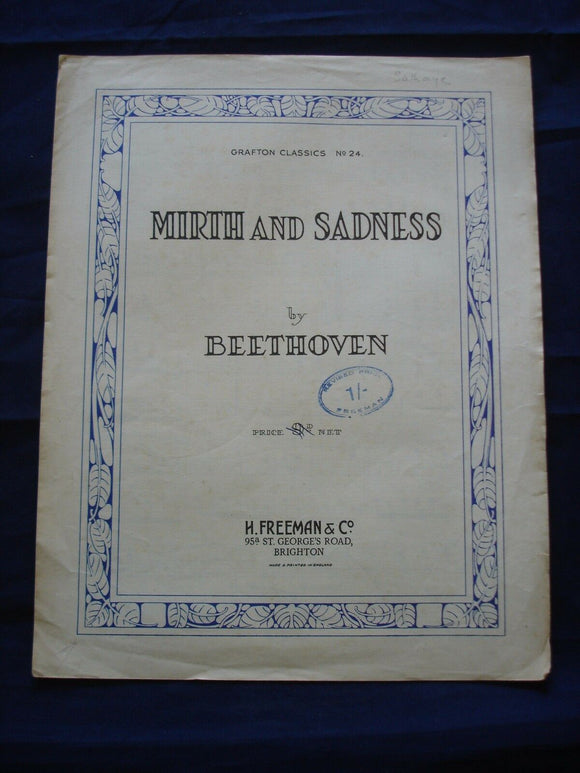 GRAFTON CLASSICS Nº 24.
MIRTH AND SADNESS
by
BEETHOVEN
REVISED PRICE
1/-
FREEMAN
PRICE 9D NET
H. FREEMAN & Cº
95ª ST. GEORGE'S ROAD,
BRIGHTON
MADE & PRINTED IN ENGLAND